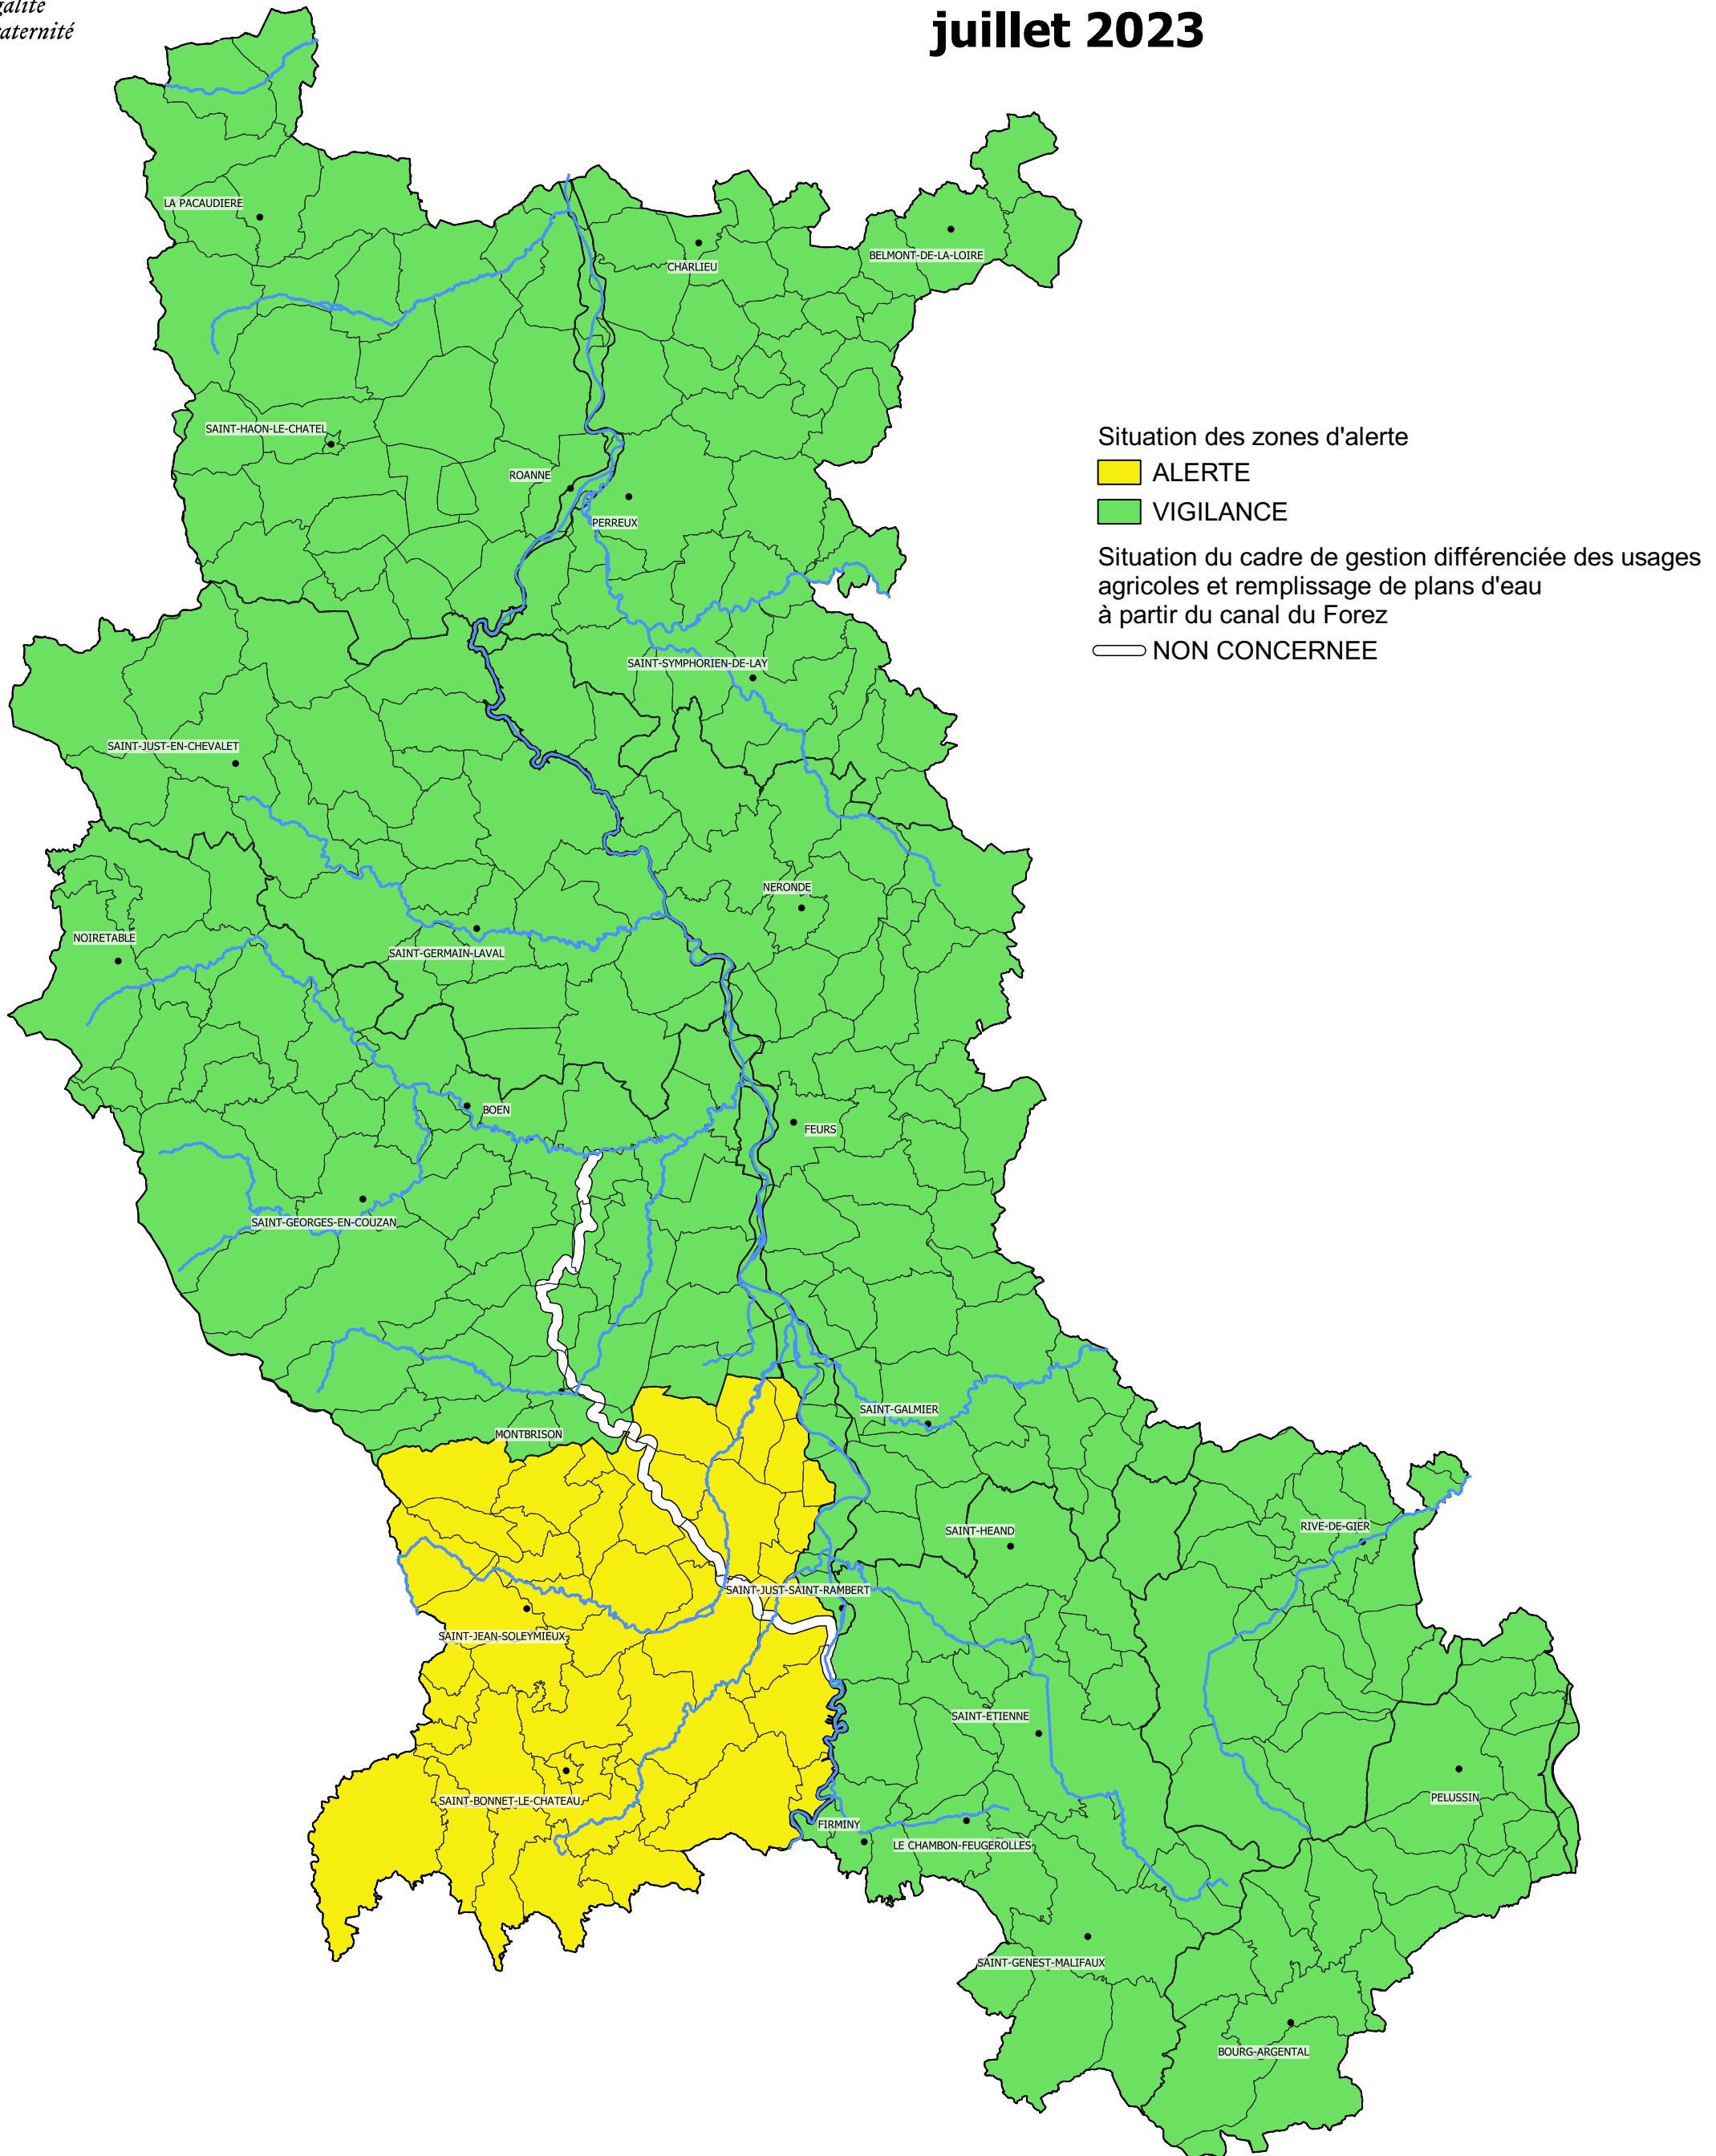 juillet 2023
LA PACAUDIERE
CHARLIEU
BELMONT-DE-LA-LOIRE
SAINT-HAON-LE-CHATEL
ROANNE
PERREUX
Situation des zones d'alerte
ALERTE
VIGILANCE
Situation du cadre de gestion différenciée des usages
agricoles et remplissage de plans d'eau
à partir du canal du Forez
NON CONCERNEE
SAINT-SYMPHORIEN-DE-LAY
SAINT-JUST-EN-CHEVALET
NERONDE
NOIRETABLE
SAINT-GERMAIN-LAVAL
BOEN
FEURS
SAINT-GEORGES-EN-COUZAN
SAINT-GALMIER
MONTBRISON
SAINT-HEAND
RIVE-DE-GIER
SAINT-JUST-SAINT-RAMBERT
SAINT-JEAN-SOLEYMIEUX
SAINT-ETIENNE
PELUSSIN
SAINT-BONNET-LE-CHATEAU
FIRMINY
LE CHAMBON-FEUGEROLLES
SAINT-GENEST-MALIFAUX
BOURG-ARGENTAL